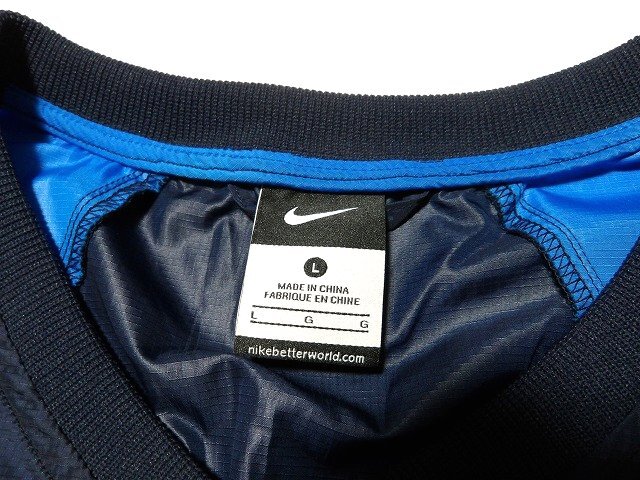 L
MADE IN CHINA
FABRIQUE EN CHINE
L G G
nikebetterworld.com